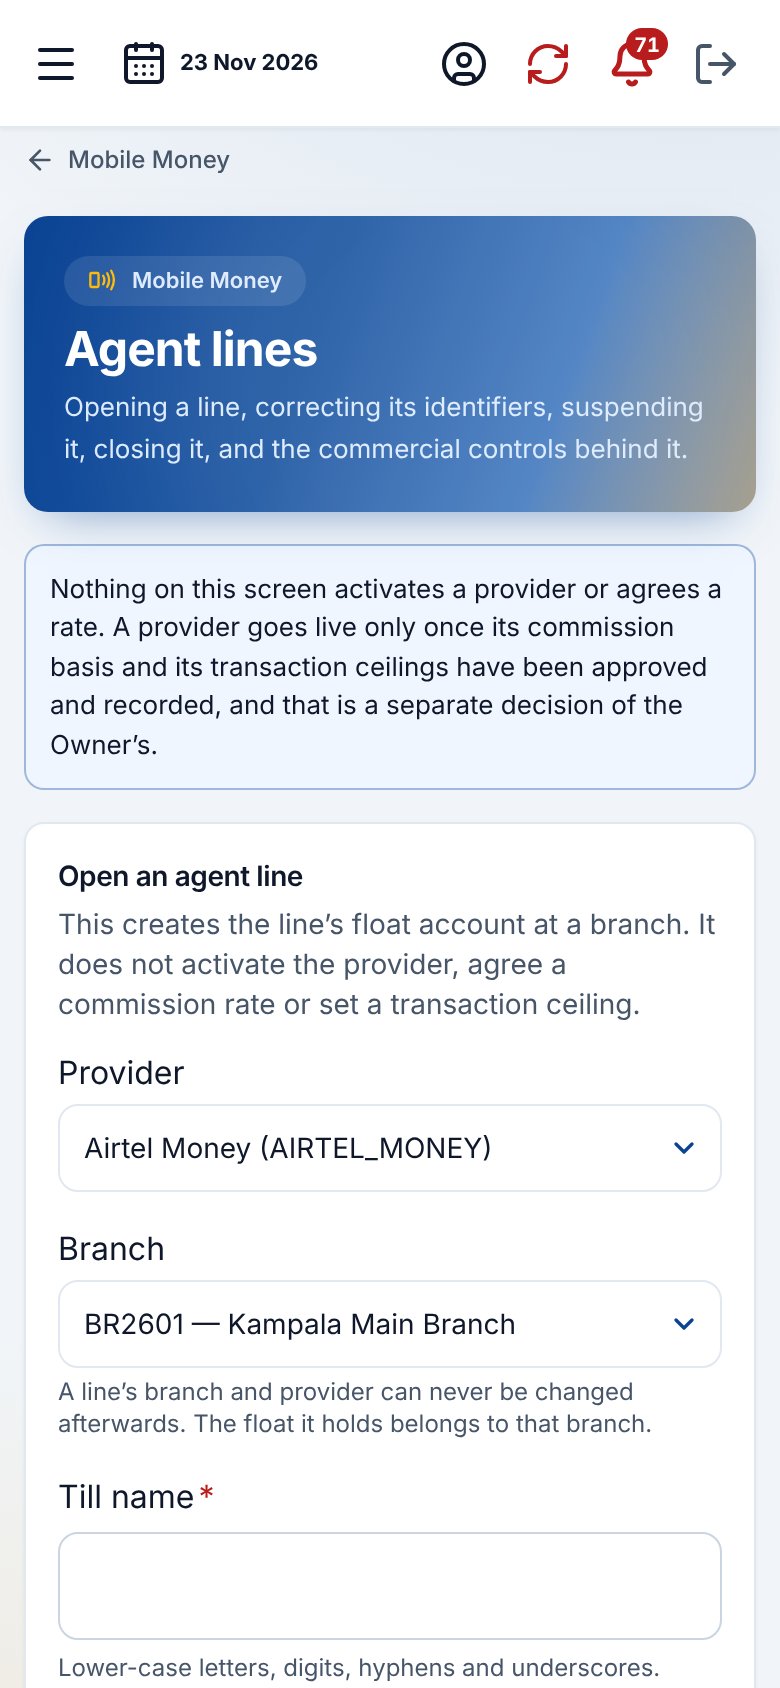 23 Nov 2026
71
Mobile Money
Mobile Money
Agent lines
Opening a line, correcting its identifiers, suspending
it, closing it, and the commercial controls behind it.
Nothing on this screen activates a provider or agrees a
rate. A provider goes live only once its commission
basis and its transaction ceilings have been approved
and recorded, and that is a separate decision of the
Owner’s.
Open an agent line
This creates the line’s float account at a branch. It
does not activate the provider, agree a
commission rate or set a transaction ceiling.
Provider
Airtel Money (AIRTEL_MONEY)
Branch
BR2601 — Kampala Main Branch
A line’s branch and provider can never be changed
afterwards. The float it holds belongs to that branch.
Till name *
Lower-case letters, digits, hyphens and underscores.